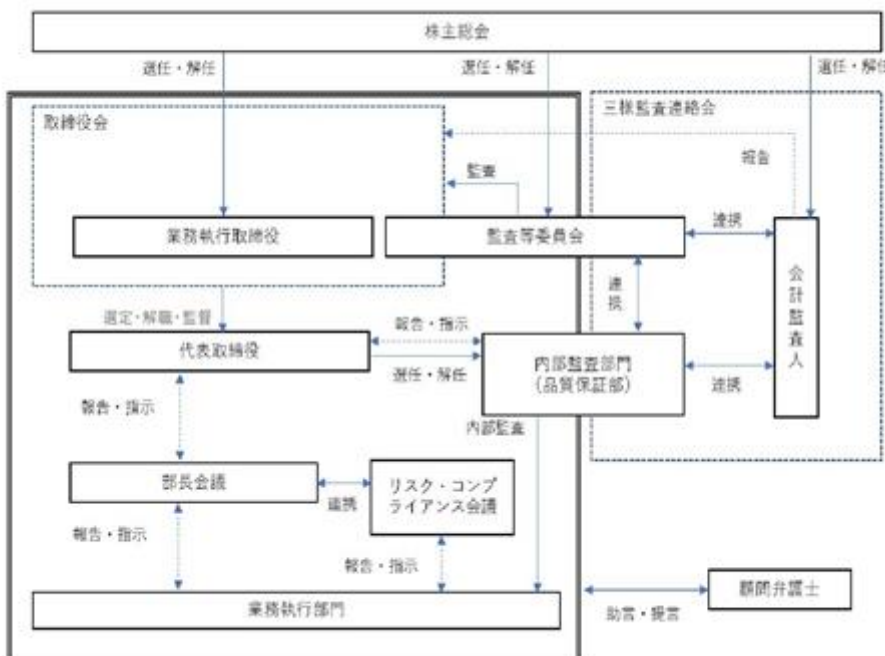 株主総会
選任・解任
選任・解任
選任・解任
取締役会
三様監査連絡会
報告
監査
業務執行取締役
監査等委員会
連携
会計監査人
連携
選定・解職・監督
代表取締役
報告・指示
選任・解任
内部監査部門
(品質保証部)
連携
報告・指示
内部監査
部長会議
連携
リスク・コンプ
ライアンス会議
報告・指示
報告・指示
業務執行部門
顧問弁護士
助言・提言